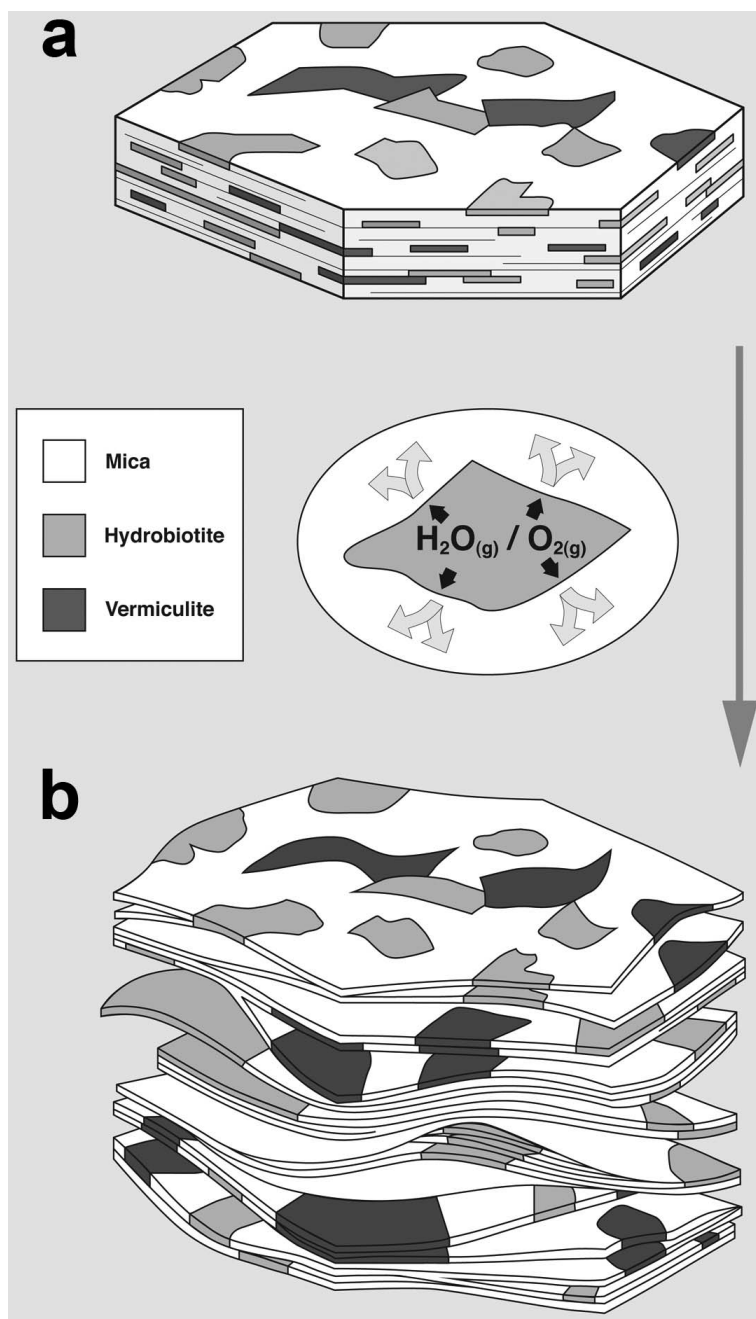 a
Mica
Hydrobiotite
Vermiculite
H₂O(g) / O₂(g)
b